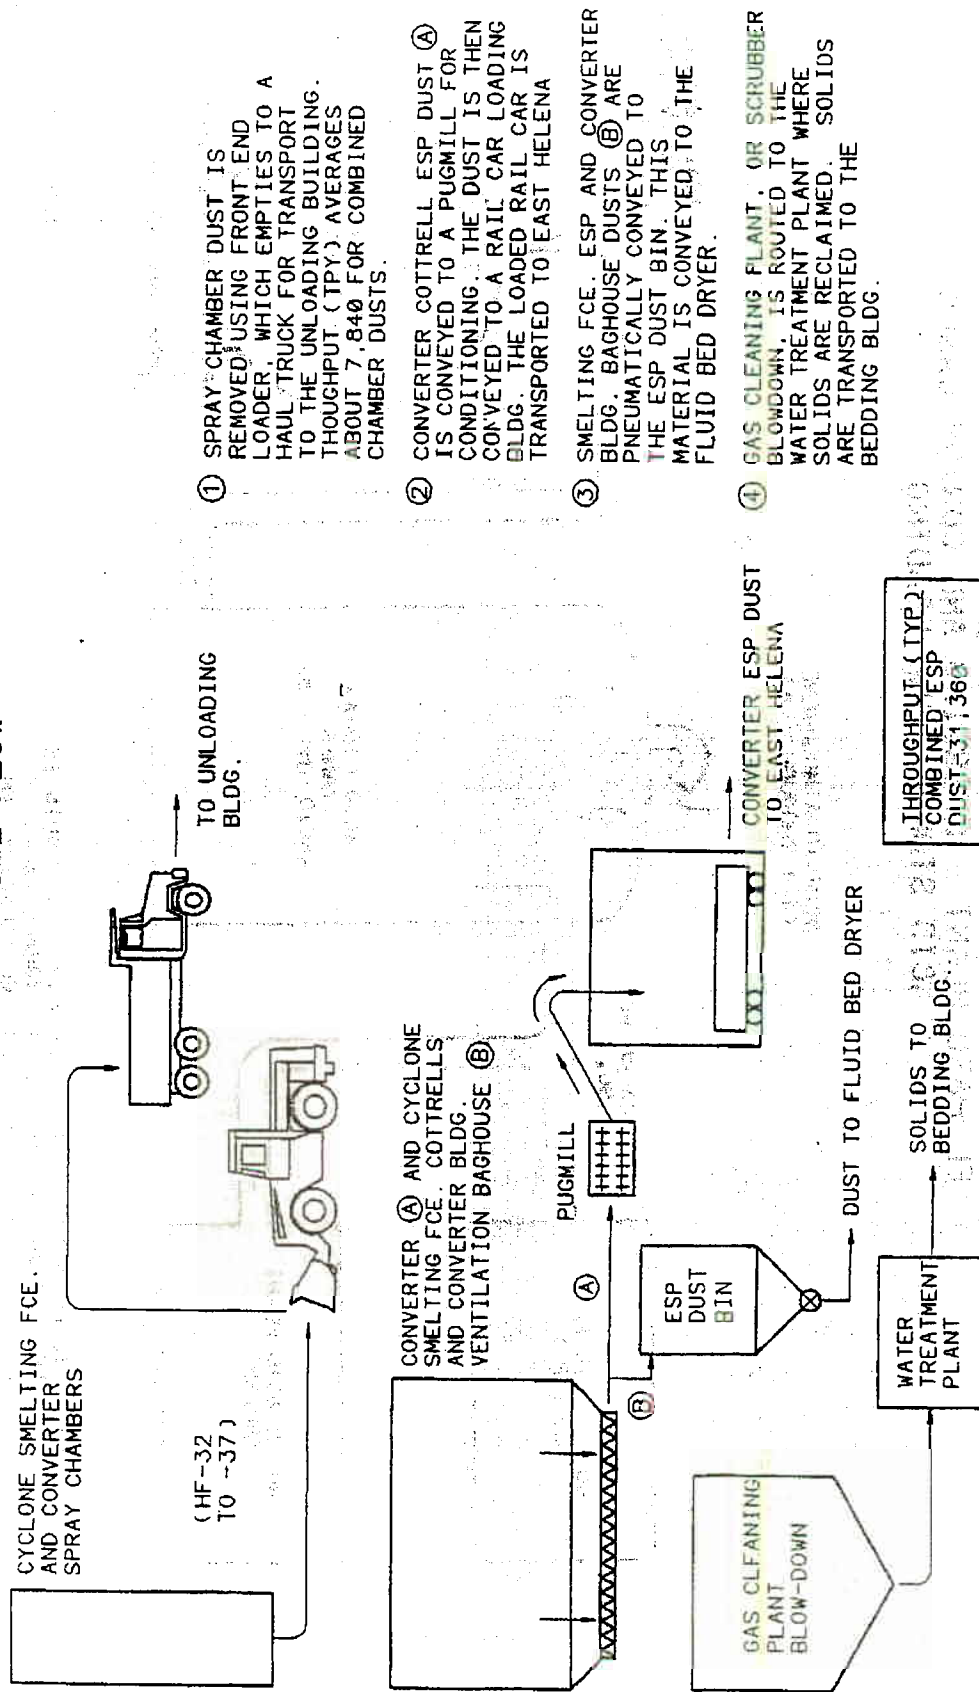 CYCLONE SMELTING FCE.
AND CONVERTER
SPRAY CHAMBERS
(HF-32
TO -37)
TO UNLOADING
BLDG.
CONVERTER Ⓐ AND CYCLONE
SMELTING FCE. COTTRELLS
AND CONVERTER BLDG.
VENTILATION BAGHOUSE Ⓑ
Ⓐ
Ⓑ
PUGMILL
ESP
DUST
BIN
CONVERTER ESP DUST
TO EAST HELENA
DUST TO FLUID BED DRYER
GAS CLEANING
PLANT
BLOW-DOWN
WATER
TREATMENT
PLANT
SOLIDS TO
BEDDING BLDG.
THROUGHPUT (TYP)
COMBINED ESP
DUST-31,360
① SPRAY CHAMBER DUST IS
REMOVED USING FRONT END
LOADER, WHICH EMPTIES TO A
HAUL TRUCK FOR TRANSPORT
TO THE UNLOADING BUILDING.
THOUGHPUT (TPY) AVERAGES
ABOUT 7,840 FOR COMBINED
CHAMBER DUSTS.
② CONVERTER COTTRELL ESP DUST Ⓐ
IS CONVEYED TO A PUGMILL FOR
CONDITIONING. THE DUST IS THEN
CONVEYED TO A RAIL CAR LOADING
BLDG. THE LOADED RAIL CAR IS
TRANSPORTED TO EAST HELENA
③ SMELTING FCE. ESP AND CONVERTER
BLDG. BAGHOUSE DUSTS Ⓑ ARE
PNEUMATICALLY CONVEYED TO
THE ESP DUST BIN. THIS
MATERIAL IS CONVEYED TO THE
FLUID BED DRYER.
④ GAS CLEANING PLANT, OR SCRUBBER
BLOWDOWN, IS ROUTED TO THE
WATER TREATMENT PLANT WHERE
SOLIDS ARE RECLAIMED. SOLIDS
ARE TRANSPORTED TO THE
BEDDING BLDG.